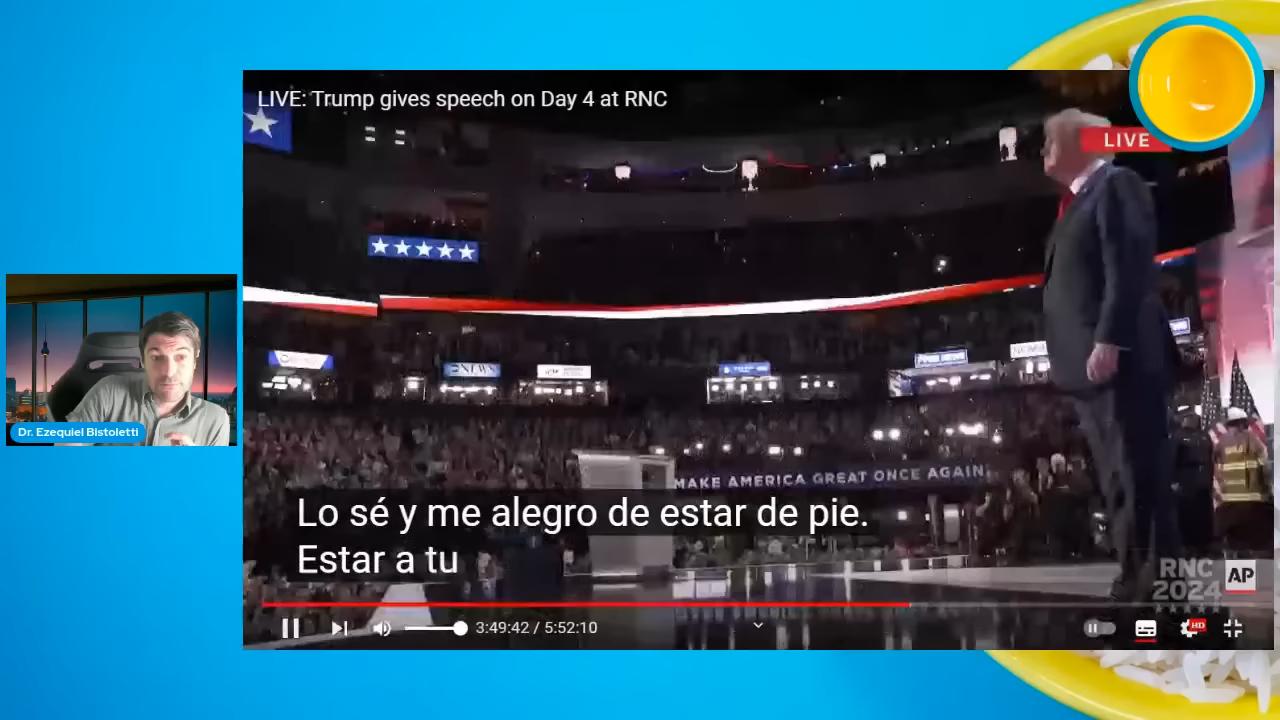 LIVE: Trump gives speech on Day 4 at RNC
LIVE
NEWS
MAKE AMERICA GREAT ONCE AGAIN
Lo sé y me alegro de estar de pie.
Estar a tu
Dr. Ezequiel Bistoletti
RNC
2024
AP
3:49:42 / 5:52:10
HD